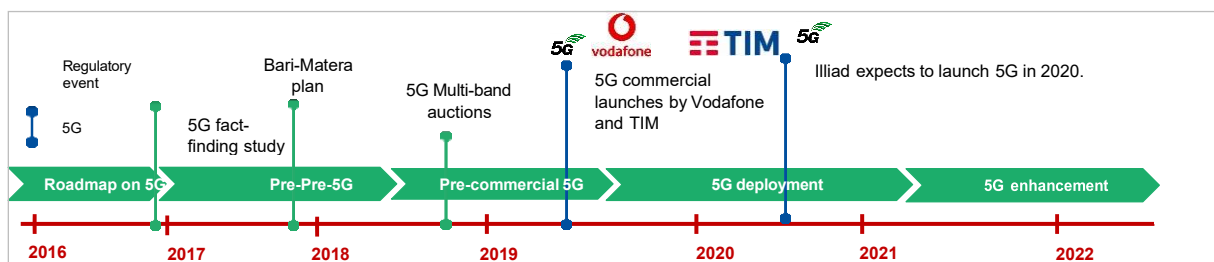 Regulatory
event
5G
5G fact-
finding study
Bari-Matera
plan
5G Multi-band
auctions
5G
vodafone
5G commercial
launches by Vodafone
and TIM
TIM
5G
Illiad expects to launch 5G in 2020.
Roadmap on 5G
Pre-Pre-5G
Pre-commercial 5G
5G deployment
5G enhancement
2016
2017
2018
2019
2020
2021
2022